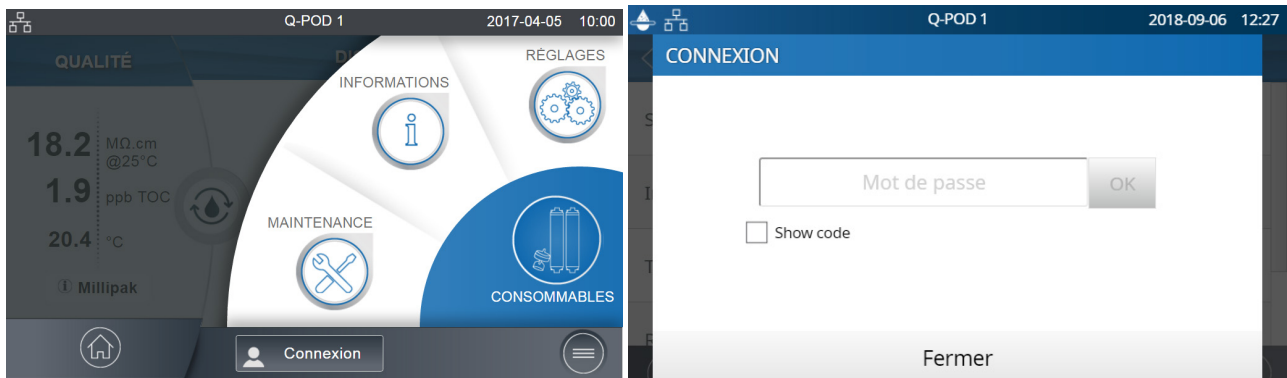 Q-POD 1 2017-04-05 10:00
QUALITÉ
DI
RÉGLAGES
INFORMATIONS
18.2 MΩ.cm
@25°C
1.9 ppb TOC
MAINTENANCE
20.4 °C
Millipak
CONSOMMABLES
Connexion
Q-POD 1 2018-09-06 12:27
CONNEXION
S
I
Mot de passe OK
Show code
T
Fermer